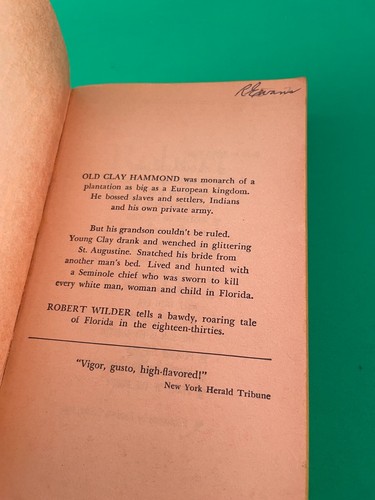 R Evans
OLD CLAY HAMMOND was monarch of a
plantation as big as a European kingdom.
He bossed slaves and settlers, Indians
and his own private army.
But his grandson couldn't be ruled.
Young Clay drank and wenched in glittering
St. Augustine. Snatched his bride from
another man's bed. Lived and hunted with
a Seminole chief who was sworn to kill
every white man, woman and child in Florida.
ROBERT WILDER tells a bawdy, roaring tale
of Florida in the eighteen-thirties.
"Vigor, gusto, high-flavored!"
New York Herald Tribune